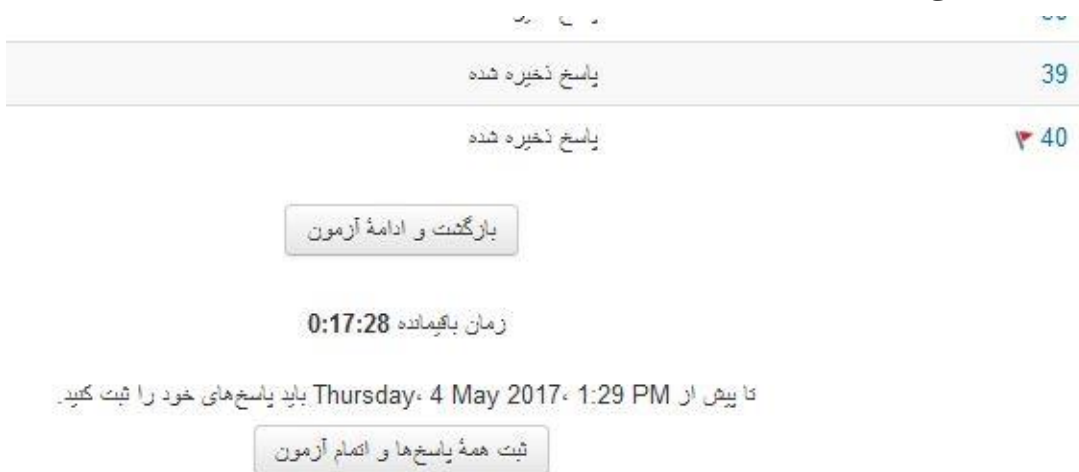 39 پاسخ ذخیره شده
40 پاسخ ذخیره شده
بازگشت و ادامهٔ آزمون
زمان باقیمانده 0:17:28
تا پیش از Thursday، 4 May 2017، 1:29 PM باید پاسخ‌های خود را ثبت کنید.
ثبت همهٔ پاسخ‌ها و اتمام آزمون